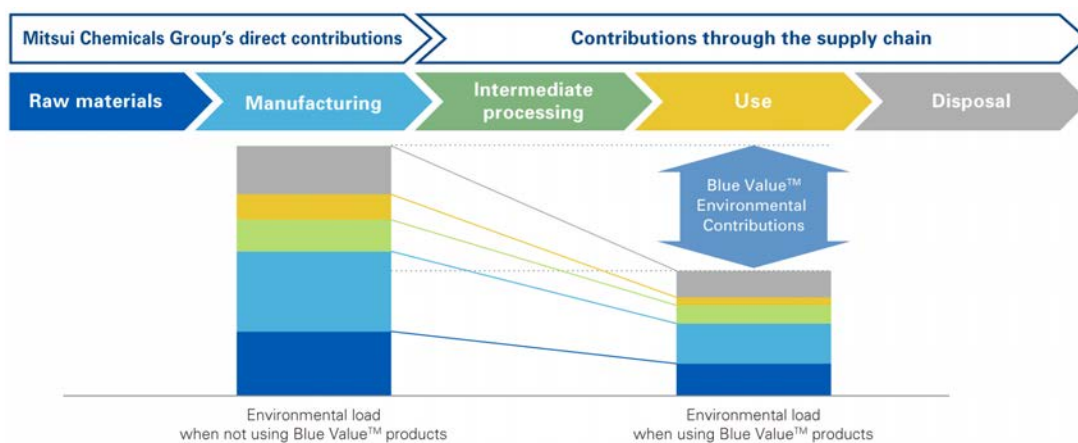 Mitsui Chemicals Group's direct contributions
Contributions through the supply chain
Raw materials
Manufacturing
Intermediate
processing
Use
Disposal
Blue Value™
Environmental
Contributions
Environmental load
when not using Blue Value™ products
Environmental load
when using Blue Value™ products